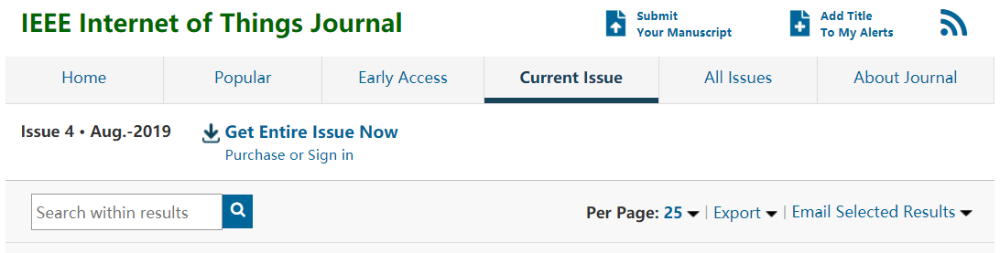 IEEE Internet of Things Journal
Submit
Your Manuscript
Add Title
To My Alerts
Home
Popular
Early Access
Current Issue
All Issues
About Journal
Issue 4 • Aug.-2019
Get Entire Issue Now
Purchase or Sign in
Search within results
Per Page: 25 | Export | Email Selected Results